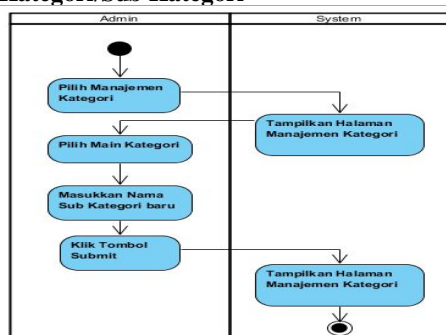 Kategori/Sub Kategori
Admin
System
Pilih Manajemen
Kategori
Tampilkan Halaman
Manajemen Kategori
Pilih Main Kategori
Masukkan Nama
Sub Kategori baru
Klik Tombol
Submit
Tampilkan Halaman
Manajemen Kategori